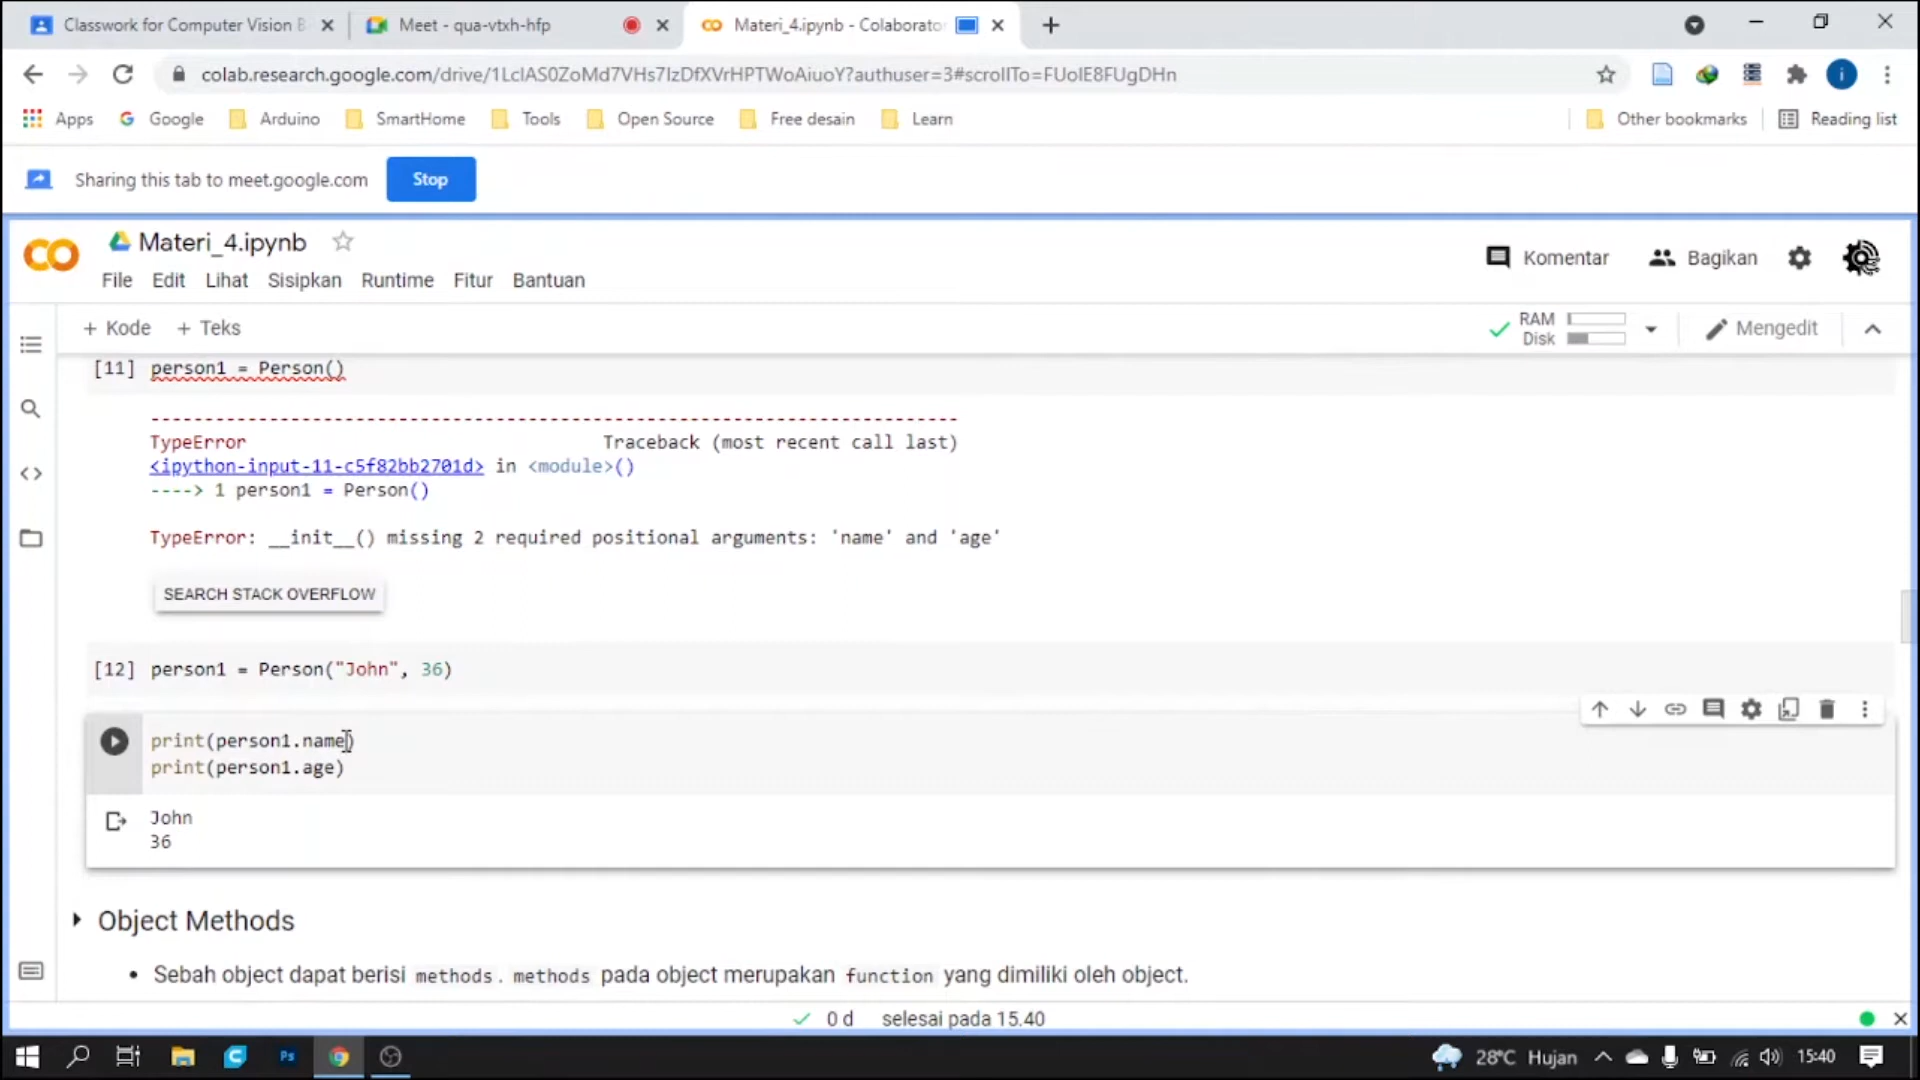 Classwork for Computer Vision B
Meet - qua-vtxh-hfp
Materi_4.ipynb - Colaborato
colab.research.google.com/drive/1LclAS0ZoMd7VHs7IzDfXVrHPTWoAiuoY?authuser=3#scrollTo=FUoIE8FUgDHn
i
Apps
Google
Arduino
SmartHome
Tools
Open Source
Free desain
Learn
Other bookmarks
Reading list
Sharing this tab to meet.google.com
Stop
Materi_4.ipynb
Komentar
Bagikan
File Edit Lihat Sisipkan Runtime Fitur Bantuan
+ Kode + Teks
RAM
Disk
Mengedit
[11] person1 = Person()
---------------------------------------------------------------------------
TypeError Traceback (most recent call last)
<ipython-input-11-c5f82bb2701d> in <module>()
----> 1 person1 = Person()
TypeError: __init__() missing 2 required positional arguments: 'name' and 'age'
SEARCH STACK OVERFLOW
[12] person1 = Person("John", 36)
print(person1.name)
print(person1.age)
John
36
Object Methods
• Sebah object dapat berisi methods. methods pada object merupakan function yang dimiliki oleh object.
0 d selesai pada 15.40
Ps
28°C Hujan
15:40